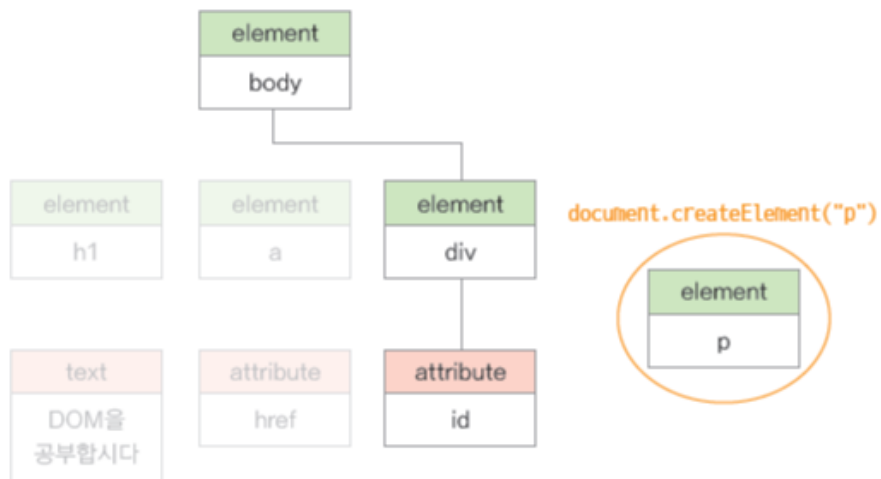 element
body
element
h1
element
a
element
div
document.createElement("p")
element
p
text
DOM을
공부합시다
attribute
href
attribute
id